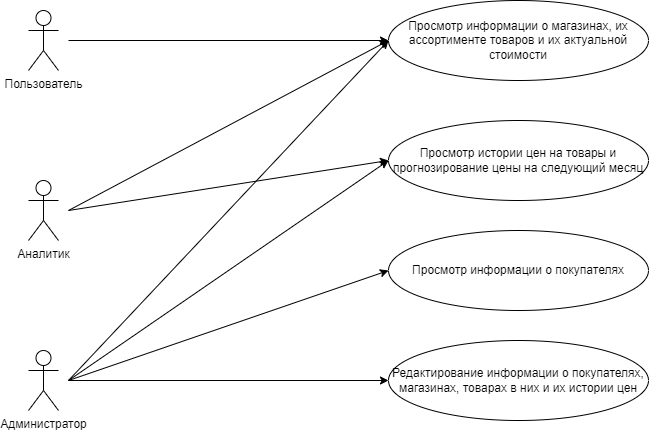 Просмотр информации о магазинах, их
ассортименте товаров и их актуальной
стоимости
Пользователь
Просмотр истории цен на товары и
прогнозирование цены на следующий месяц
Аналитик
Просмотр информации о покупателях
Редактирование информации о покупателях,
магазинах, товарах в них и их истории цен
Администратор